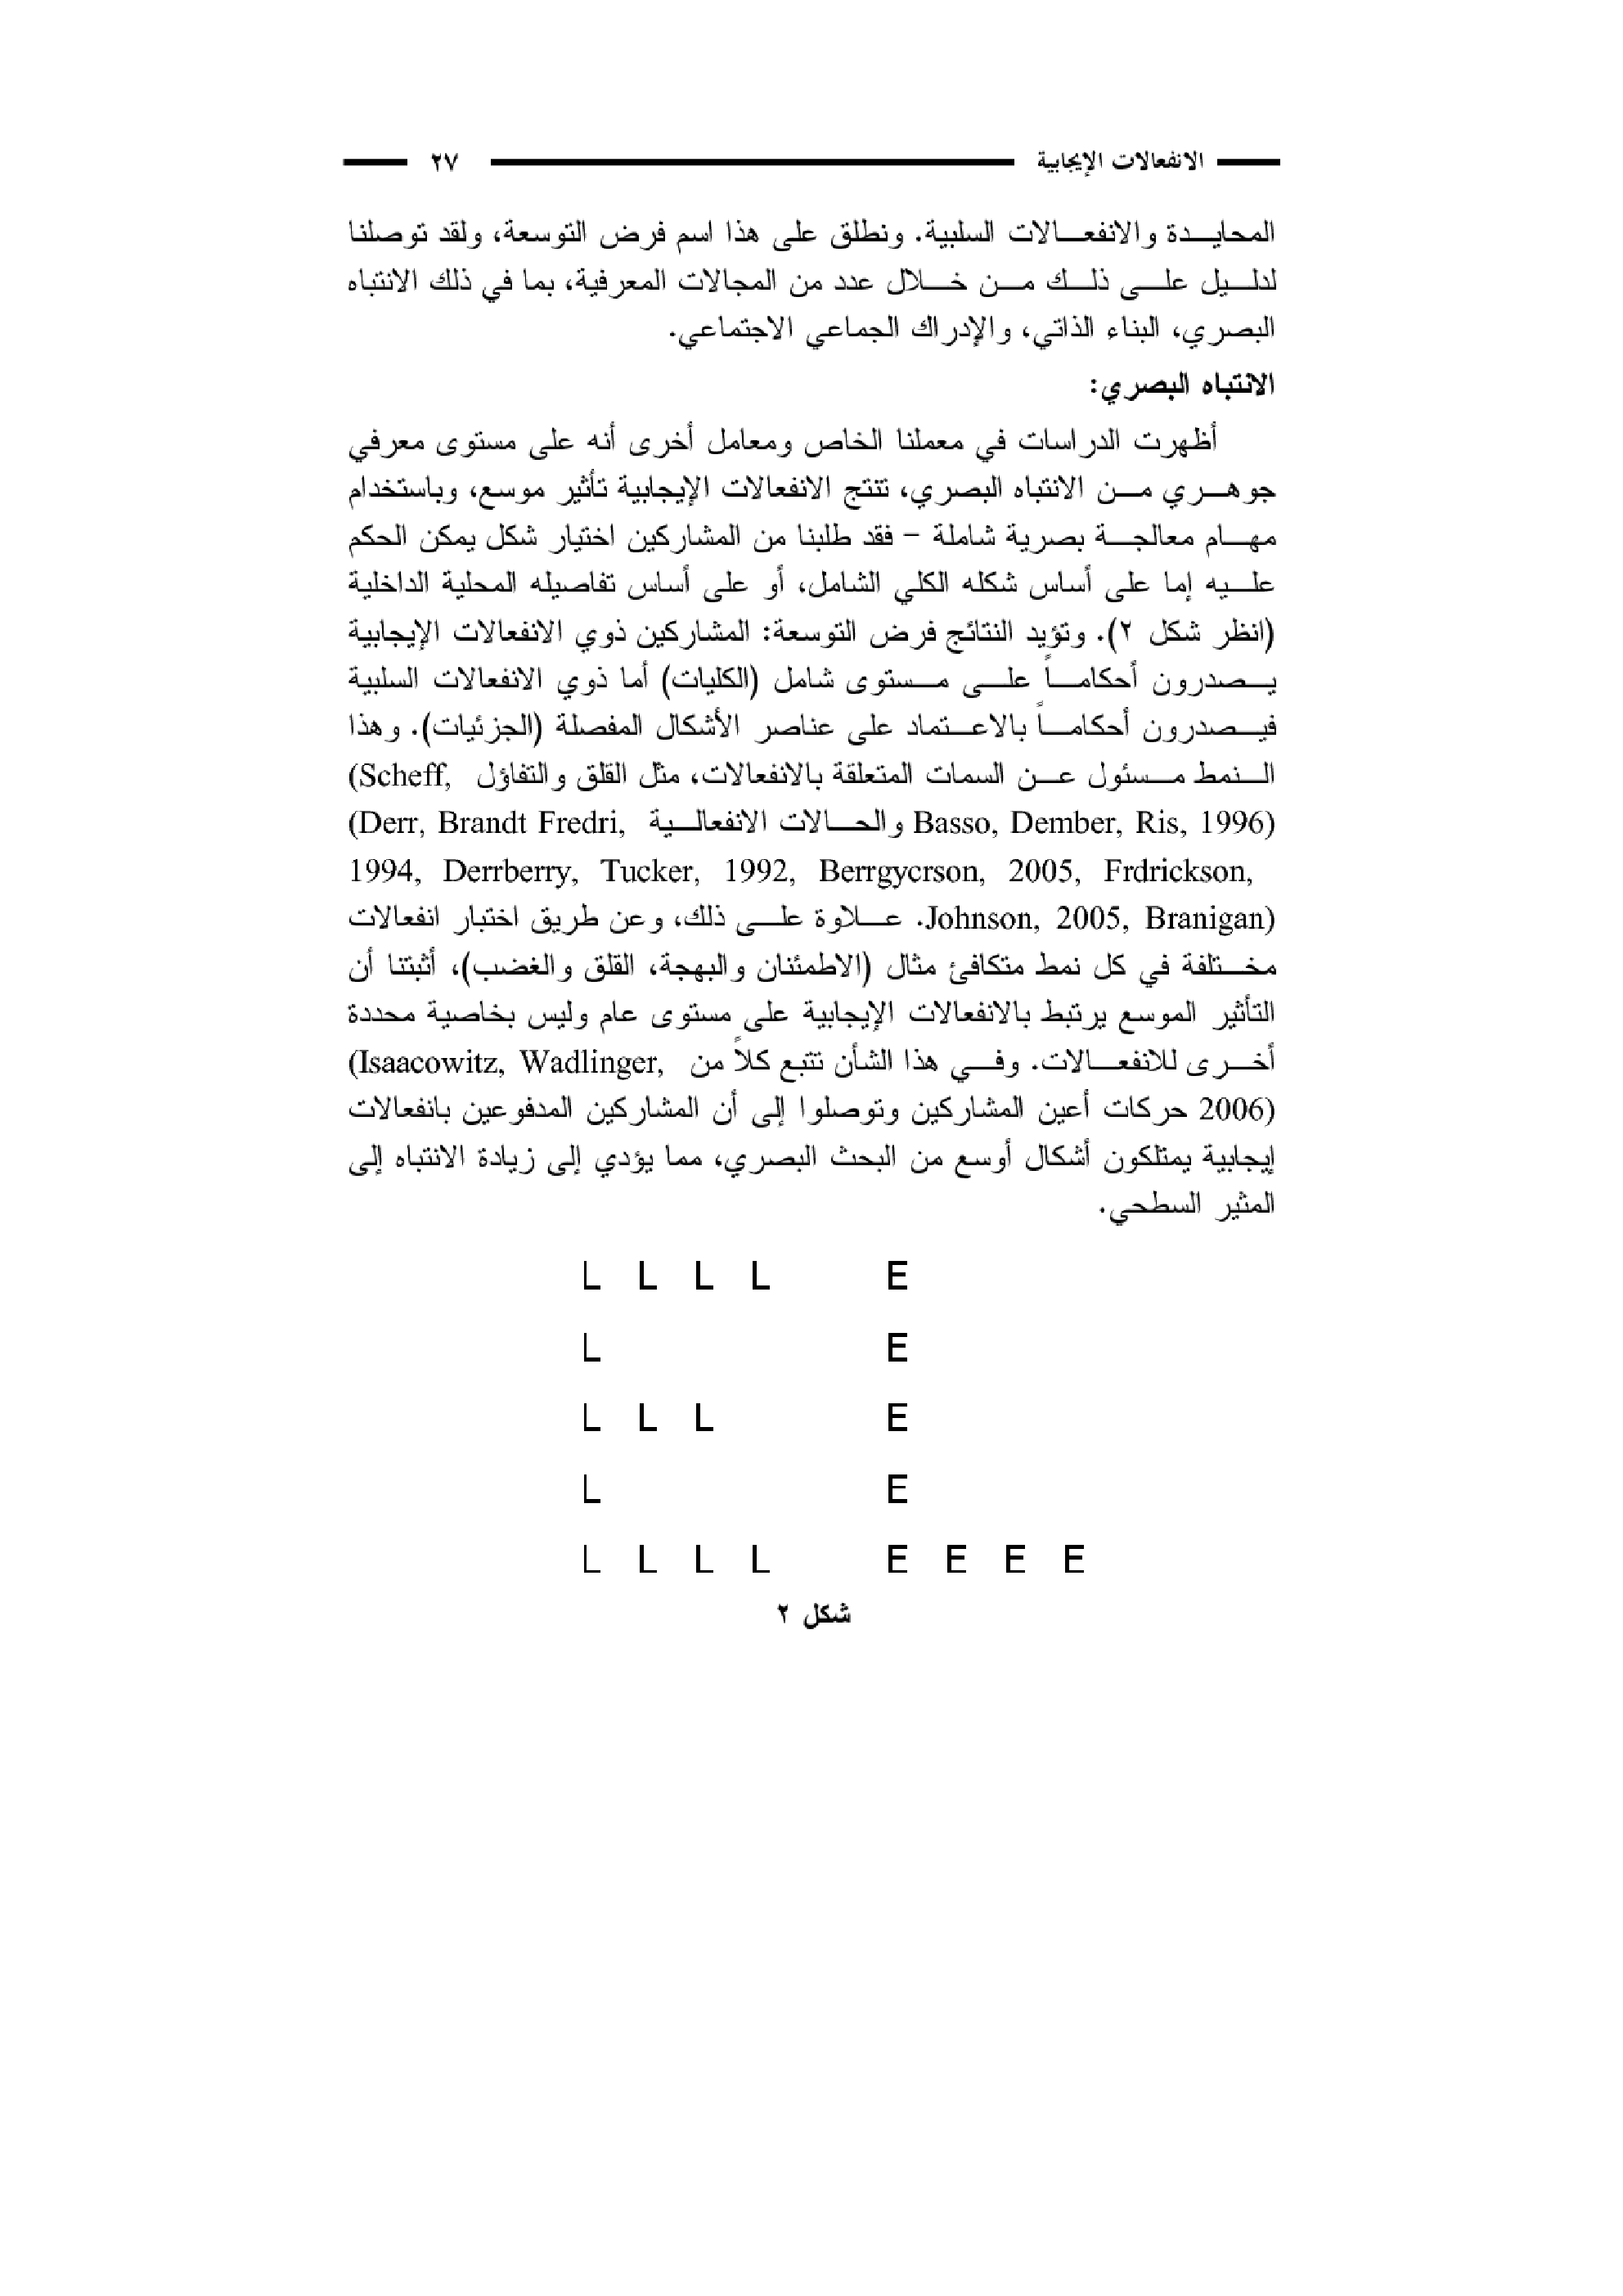 الانفعالات الإيجابية ٢٧
المحايدة والانفعالات السلبية. ونطلق على هذا اسم فرض التوسعة، ولقد توصلنا
لدليل على ذلك من خلال عدد من المجالات المعرفية، بما في ذلك الانتباه
البصري، البناء الذاتي، والإدراك الجماعي الاجتماعي.
الانتباه البصري:
أظهرت الدراسات في معملنا الخاص ومعامل أخرى أنه على مستوى معرفي
جوهري من الانتباه البصري، تنتج الانفعالات الإيجابية تأثير موسع، وباستخدام
مهام معالجة بصرية شاملة – فقد طلبنا من المشاركين اختيار شكل يمكن الحكم
عليه إما على أساس شكله الكلي الشامل، أو على أساس تفاصيله المحلية الداخلية
(انظر شكل ٢). وتؤيد النتائج فرض التوسعة: المشاركين ذوي الانفعالات الإيجابية
يصدرون أحكاماً على مستوى شامل (الكليات) أما ذوي الانفعالات السلبية
فيصدرون أحكاماً بالاعتماد على عناصر الأشكال المفصلة (الجزئيات). وهذا
النمط مسئول عن السمات المتعلقة بالانفعالات، مثل القلق والتفاؤل (Scheff,
Basso, Dember, Ris, 1996) والحالات الانفعالية (Derr, Brandt Fredri,
1994, Derrberry, Tucker, 1992, Berrgycrson, 2005, Frdrickson,
Johnson, 2005, Branigan). علاوة على ذلك، وعن طريق اختبار انفعالات
مختلفة في كل نمط متكافئ مثال (الاطمئنان والبهجة، القلق والغضب)، أثبتنا أن
التأثير الموسع يرتبط بالانفعالات الإيجابية على مستوى عام وليس بخاصية محددة
أخرى للانفعالات. وفي هذا الشأن تتبع كلاً من (Isaacowitz, Wadlinger,
2006) حركات أعين المشاركين وتوصلوا إلى أن المشاركين المدفوعين بانفعالات
إيجابية يمتلكون أشكال أوسع من البحث البصري، مما يؤدي إلى زيادة الانتباه إلى
المثير السطحي.
L L L L E
L E
L L L E
L E
L L L L E E E E
شكل ٢